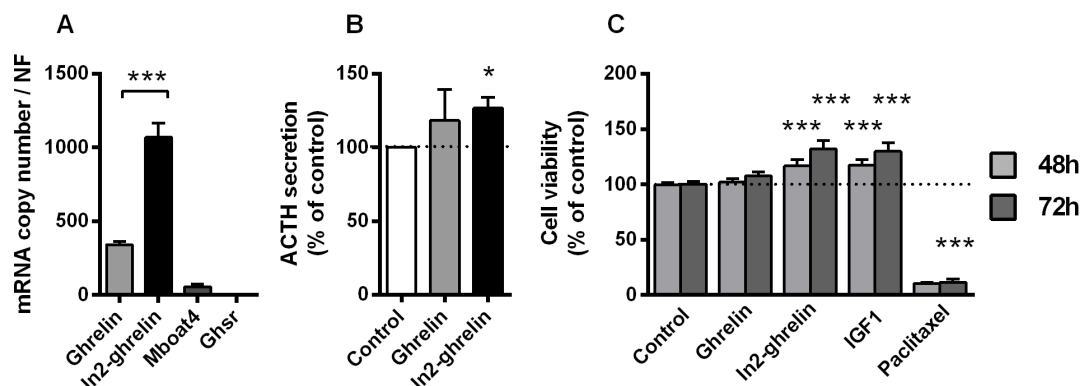 A
mRNA copy number / NF
1500
1000
500
0
***
Ghrelin
In2-ghrelin
Mboat4
Ghsr
B
ACTH secretion
(% of control)
150
100
50
0
*
Control
Ghrelin
In2-ghrelin
C
Cell viability
(% of control)
200
150
100
50
0
*** ***
*** ***
***
Control
Ghrelin
In2-ghrelin
IGF1
Paclitaxel
48h
72h